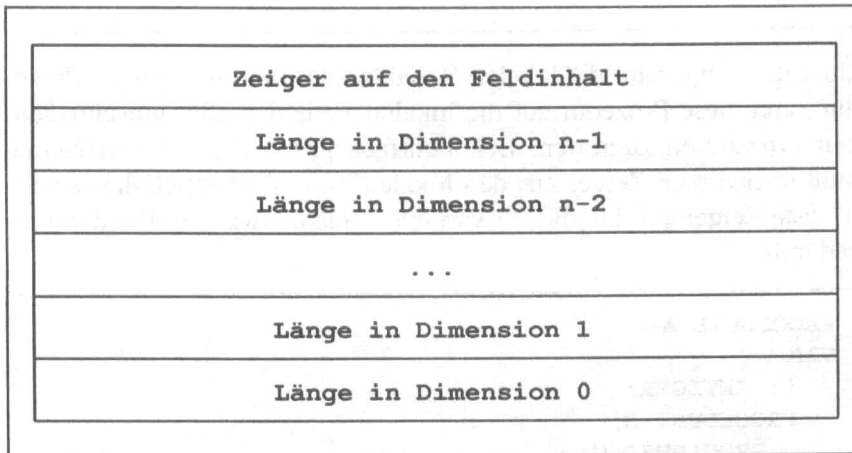 Zeiger auf den Feldinhalt
Länge in Dimension n-1
Länge in Dimension n-2
...
Länge in Dimension 1
Länge in Dimension 0